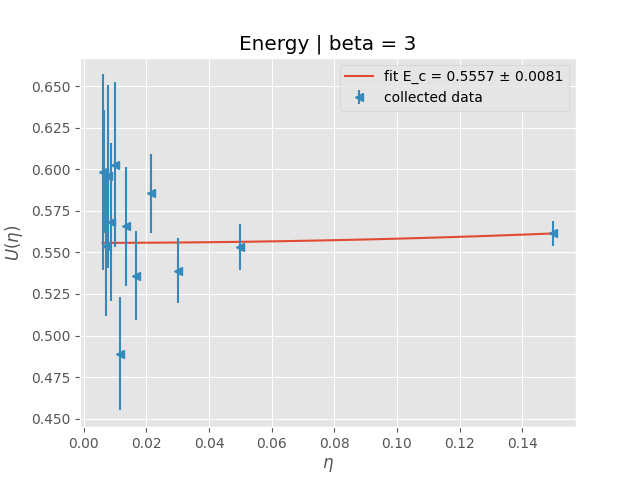 Energy | beta = 3
fit E_c = 0.5557 ± 0.0081
collected data
U(η)
0.650
0.625
0.600
0.575
0.550
0.525
0.500
0.475
0.450
0.00 0.02 0.04 0.06 0.08 0.10 0.12 0.14
η